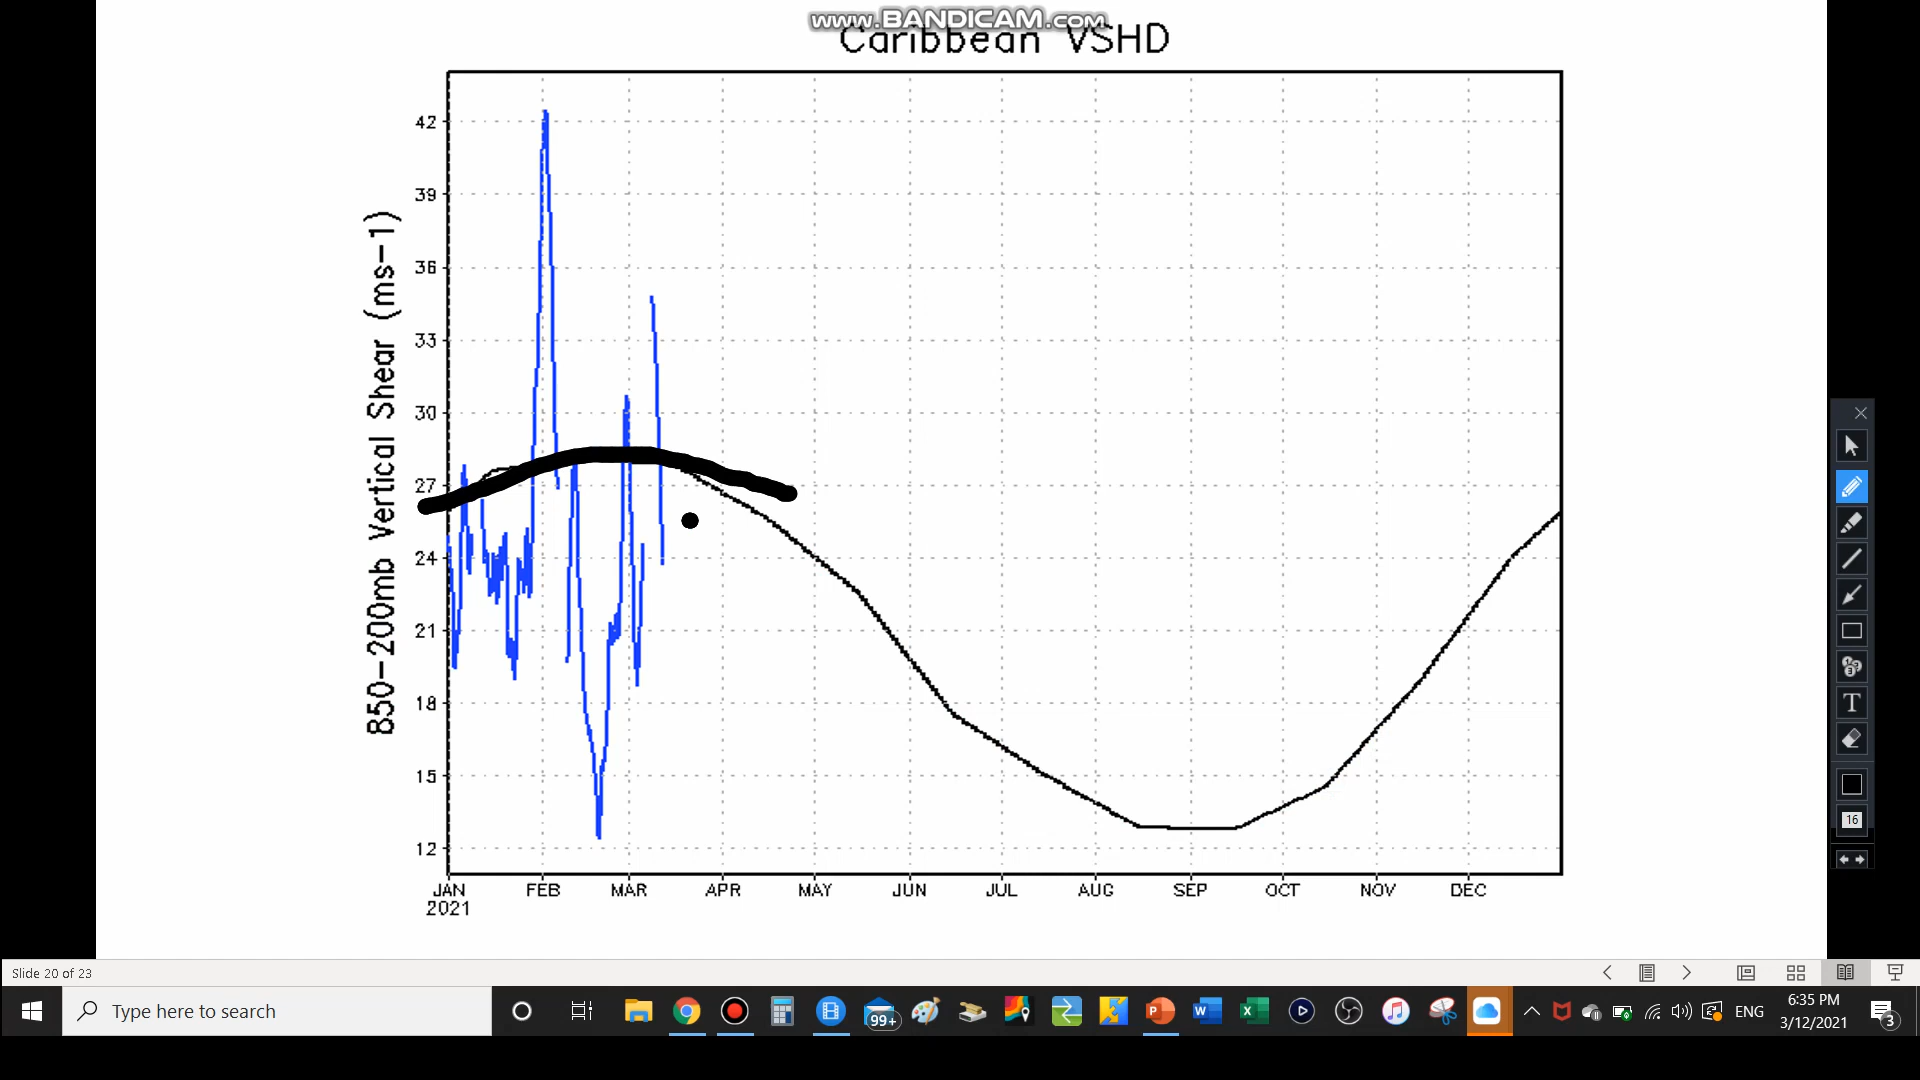 www.BANDICAM.com
Caribbean VSHD
850-200mb Vertical Shear (ms-1)
42
39
36
33
30
27
24
21
18
15
12
JAN FEB MAR APR MAY JUN JUL AUG SEP OCT NOV DEC
2021
T
16
Slide 20 of 23
Type here to search
99+
P
W
X
ENG
6:35 PM
3/12/2021
3